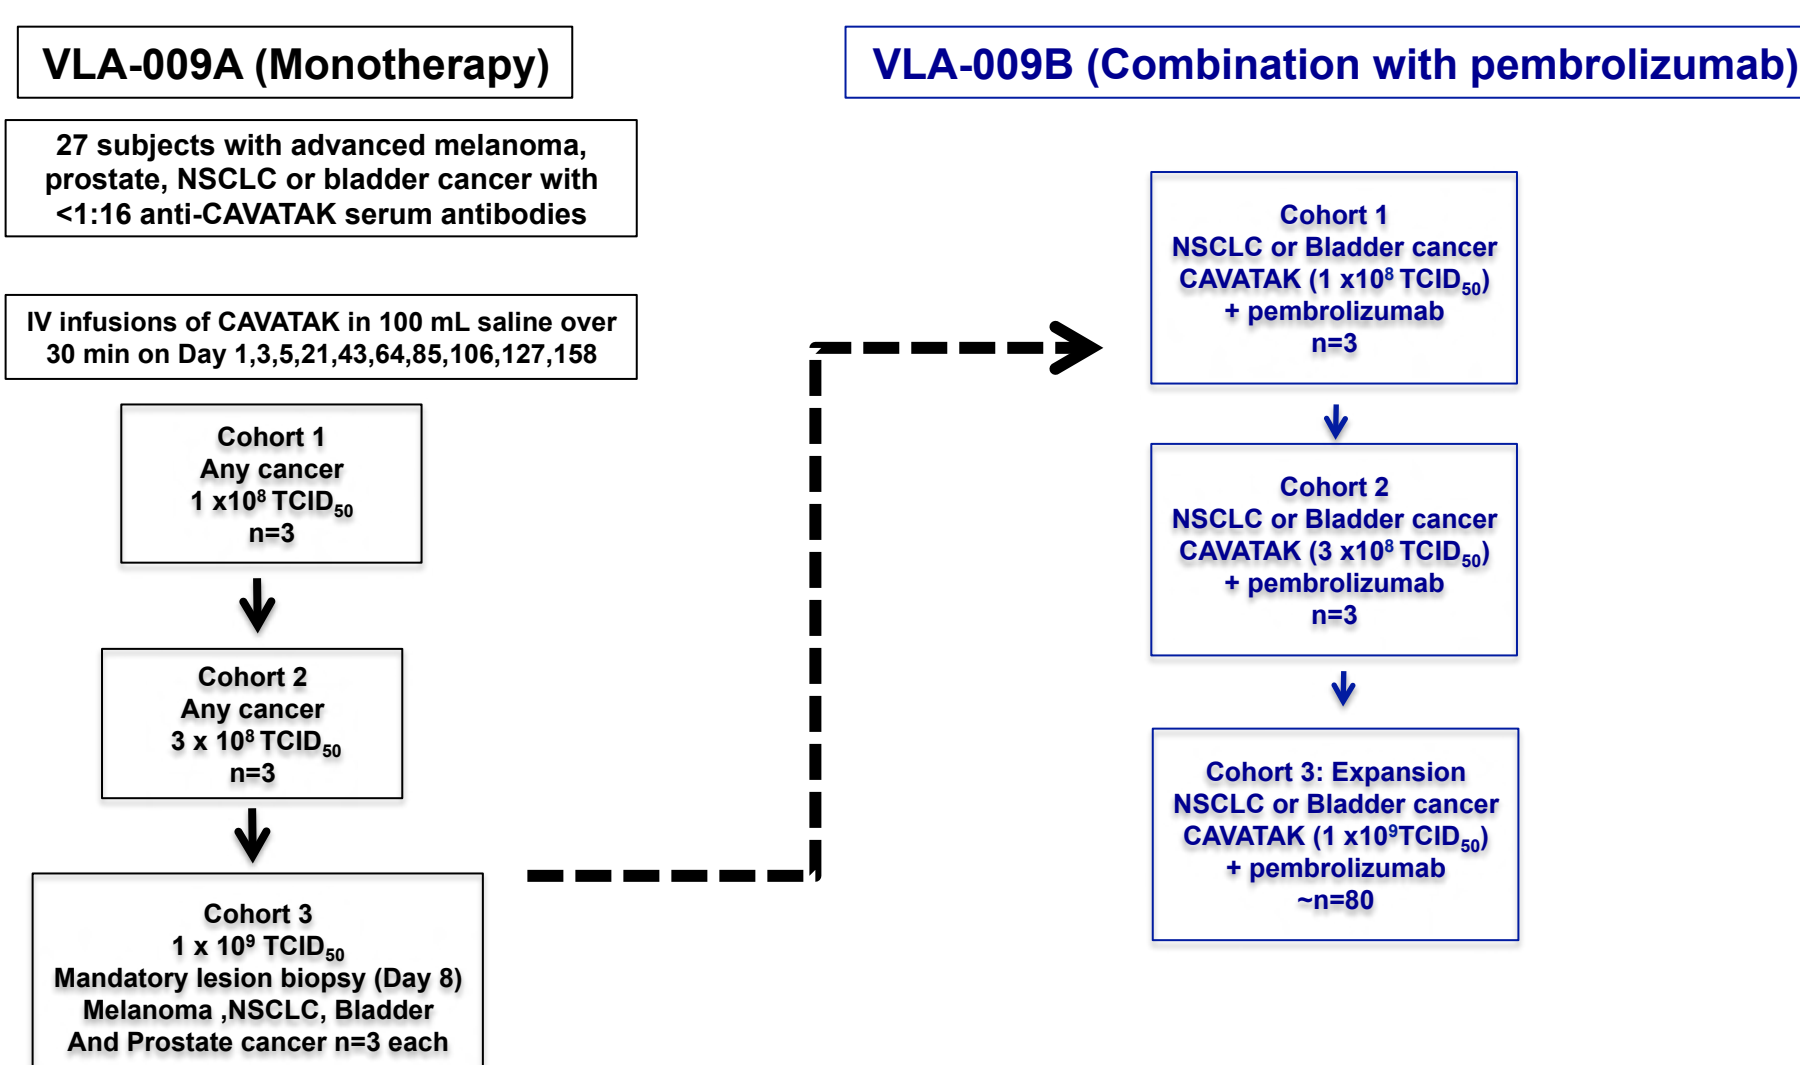 VLA-009A (Monotherapy)
27 subjects with advanced melanoma,
prostate, NSCLC or bladder cancer with
<1:16 anti-CAVATAK serum antibodies
IV infusions of CAVATAK in 100 mL saline over
30 min on Day 1,3,5,21,43,64,85,106,127,158
Cohort 1
Any cancer
1 x10⁸ TCID₅₀
n=3
Cohort 2
Any cancer
3 x 10⁸ TCID₅₀
n=3
Cohort 3
1 x 10⁹ TCID₅₀
Mandatory lesion biopsy (Day 8)
Melanoma ,NSCLC, Bladder
And Prostate cancer n=3 each
VLA-009B (Combination with pembrolizumab)
Cohort 1
NSCLC or Bladder cancer
CAVATAK (1 x10⁸ TCID₅₀)
+ pembrolizumab
n=3
Cohort 2
NSCLC or Bladder cancer
CAVATAK (3 x10⁸ TCID₅₀)
+ pembrolizumab
n=3
Cohort 3: Expansion
NSCLC or Bladder cancer
CAVATAK (1 x10⁹TCID₅₀)
+ pembrolizumab
~n=80